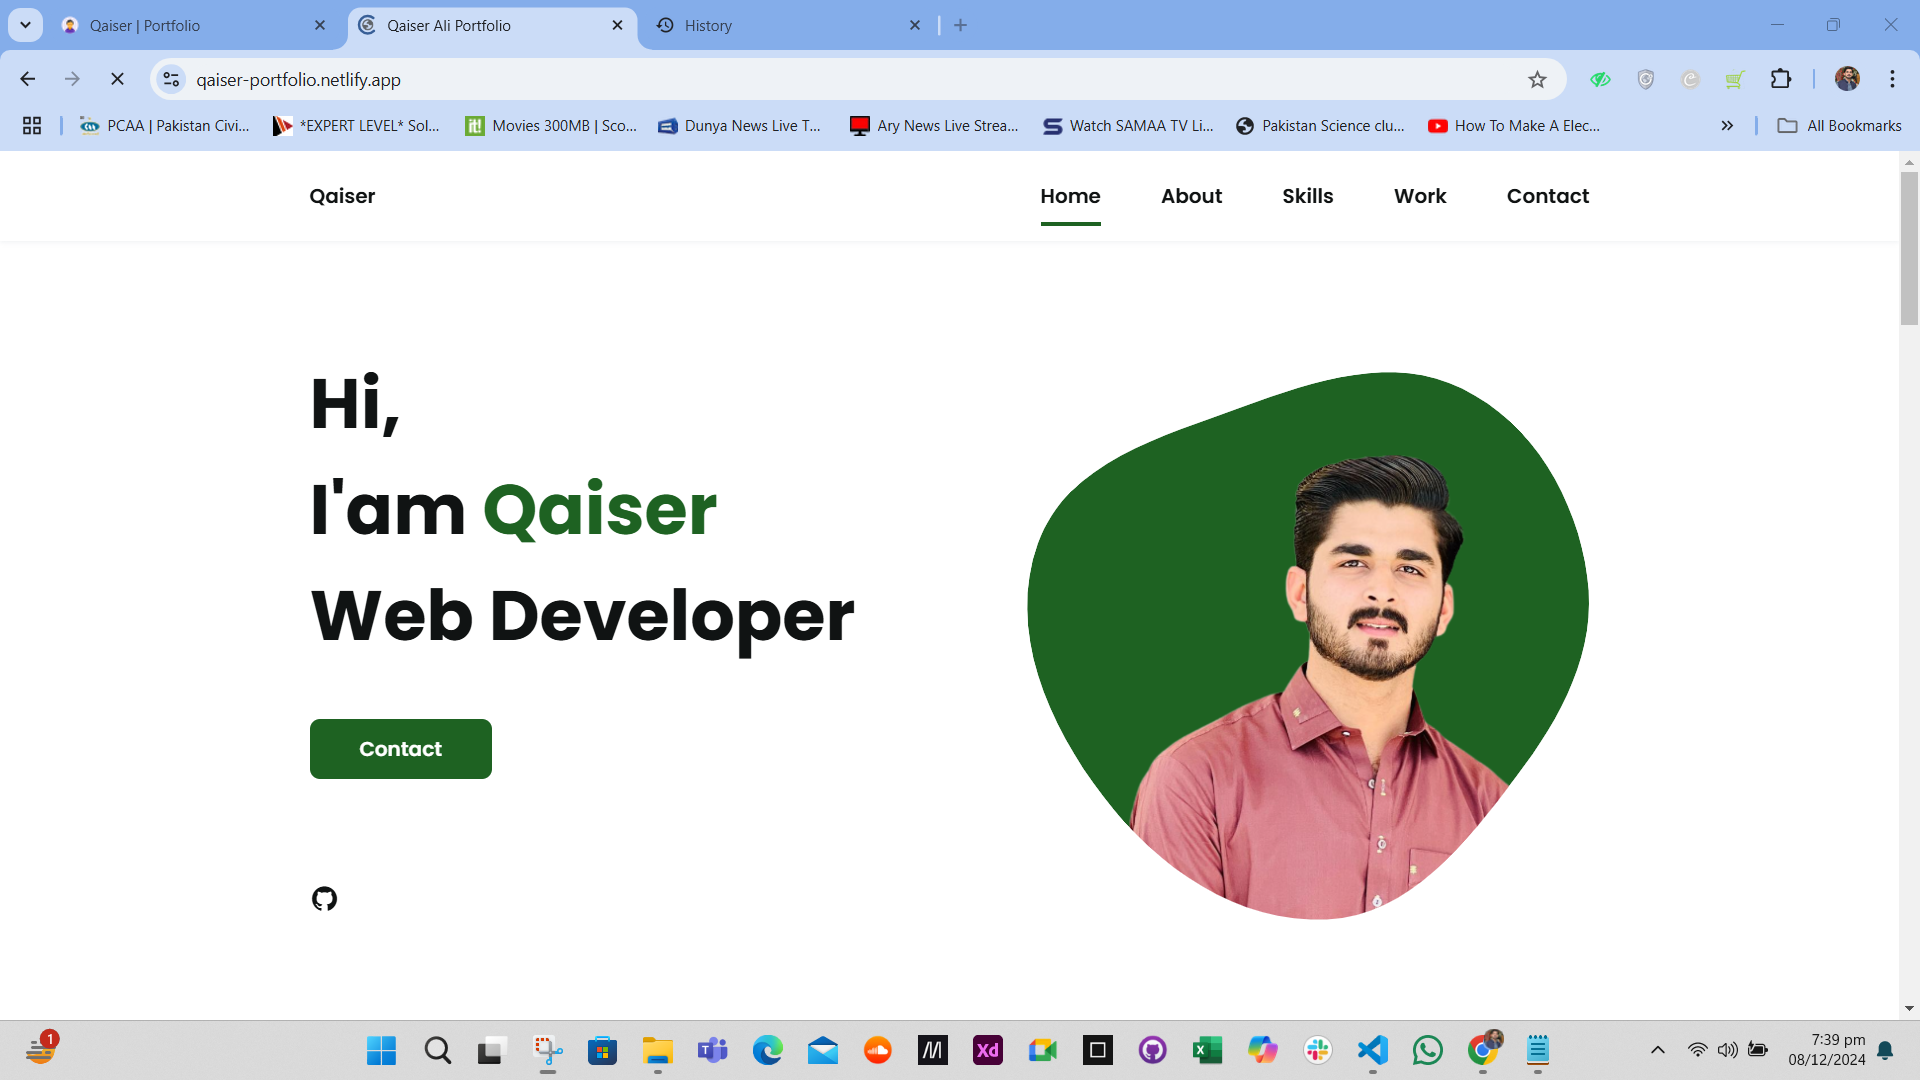 Qaiser | Portfolio
Qaiser Ali Portfolio
History
qaiser-portfolio.netlify.app
PCAA | Pakistan Civi...
*EXPERT LEVEL* Sol...
Movies 300MB | Sco...
Dunya News Live T...
Ary News Live Strea...
Watch SAMAA TV Li...
Pakistan Science clu...
How To Make A Elec...
All Bookmarks
Qaiser
Home
About
Skills
Work
Contact
Hi,
I'am Qaiser
Web Developer
Contact
1
Xd
7:39 pm
08/12/2024